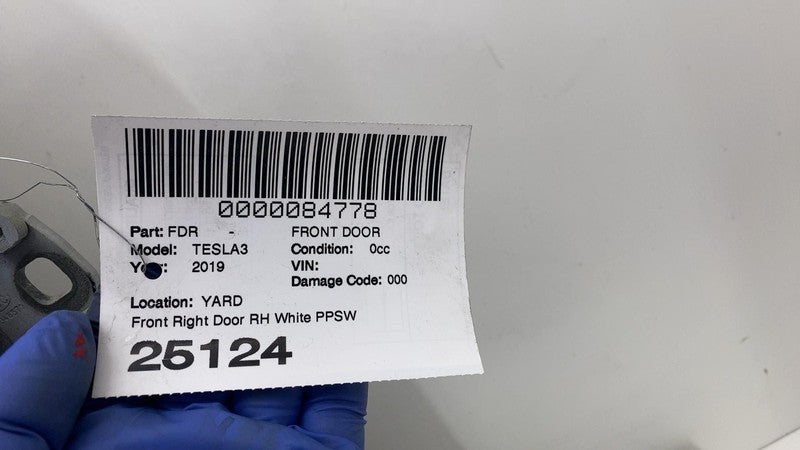 0000084778
Part: FDR - FRONT DOOR
Model: TESLA3 Condition: 0cc
2019 VIN:
Damage Code: 000
Location: YARD
Front Right Door RH White PPSW
25124